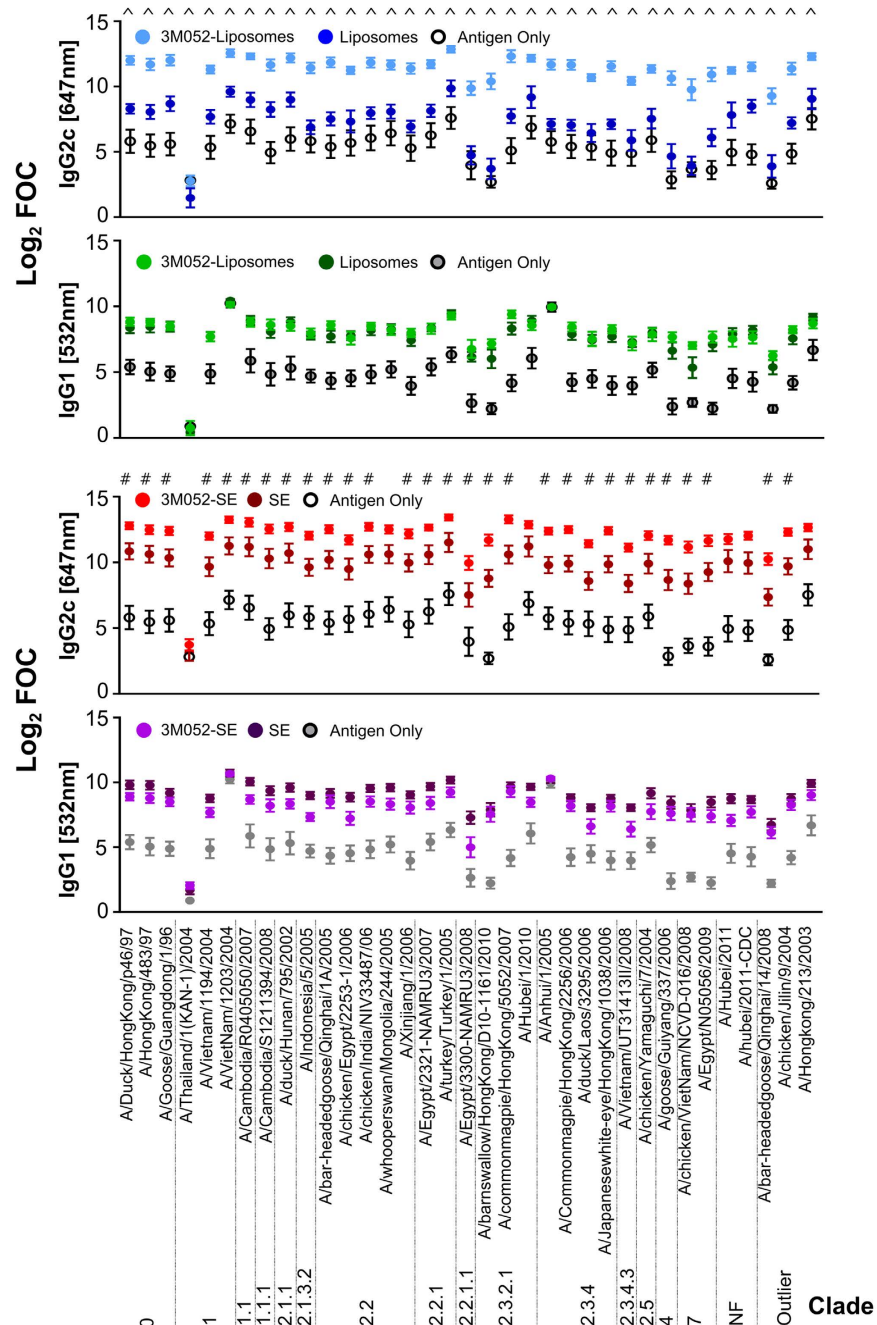 ^ ^ ^ ^ ^ ^ ^ ^ ^ ^ ^ ^ ^ ^ ^ ^ ^ ^ ^ ^ ^ ^ ^ ^ ^ ^ ^ ^ ^ ^ ^ ^ ^ ^ ^
Log2 FOC
IgG2c [647nm]
15
10
5
0
3M052-Liposomes Liposomes Antigen Only
IgG1 [532nm]
15
10
5
0
3M052-Liposomes Liposomes Antigen Only
# # # # # # # # # # # # # # # # # # # # # # # # # # # # #
Log2 FOC
IgG2c [647nm]
15
10
5
0
3M052-SE SE Antigen Only
IgG1 [532nm]
15
10
5
0
3M052-SE SE Antigen Only
A/Duck/HongKong/p46/97
A/HongKong/483/97
A/Goose/Guangdong/1/96
A/Thailand/1(KAN-1)/2004
A/Vietnam/1194/2004
A/VietNam/1203/2004
A/Cambodia/R0405050/2007
A/Cambodia/S1211394/2008
A/duck/Hunan/795/2002
A/Indonesia/5/2005
A/bar-headedgoose/Qinghai/1A/2005
A/chicken/Egypt/2253-1/2006
A/chicken/India/NIV33487/06
A/whooperswan/Mongolia/244/2005
A/Xinjiang/1/2006
A/Egypt/2321-NAMRU3/2007
A/turkey/Turkey/1/2005
A/Egypt/3300-NAMRU3/2008
A/barnswallow/HongKong/D10-1161/2010
A/commonmagpie/HongKong/5052/2007
A/Hubei/1/2010
A/Anhui/1/2005
A/Commonmagpie/HongKong/2256/2006
A/duck/Laos/3295/2006
A/Japanesewhite-eye/HongKong/1038/2006
A/Vietnam/UT31413II/2008
A/chicken/Yamaguchi/7/2004
A/goose/Guiyang/337/2006
A/chicken/VietNam/NCVD-016/2008
A/Egypt/N05056/2009
A/Hubei/2011
A/hubei/2011-CDC
A/bar-headedgoose/Qinghai/14/2008
A/chicken/Jilin/9/2004
A/Hongkong/213/2003
0
1
1.1
1.1.1
2.1.1
2.1.3.2
2.2
2.2.1
2.2.1.1
2.3.2.1
2.3.4
2.3.4.3
2.5
4
7
NF
Outlier
Clade